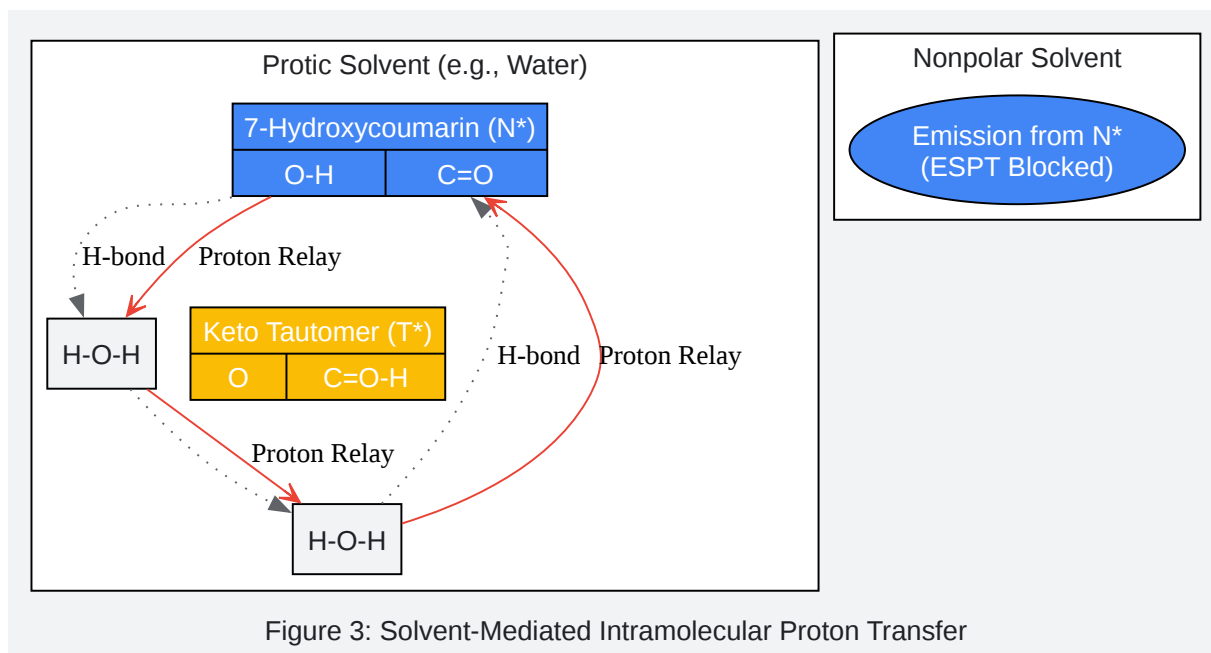 Protic Solvent (e.g., Water)
7-Hydroxycoumarin (N*)
O-H
C=O
H-bond
Proton Relay
H-O-H
Keto Tautomer (T*)
O
C=O-H
H-bond
Proton Relay
Proton Relay
H-O-H
Nonpolar Solvent
Emission from N*
(ESPT Blocked)
Figure 3: Solvent-Mediated Intramolecular Proton Transfer